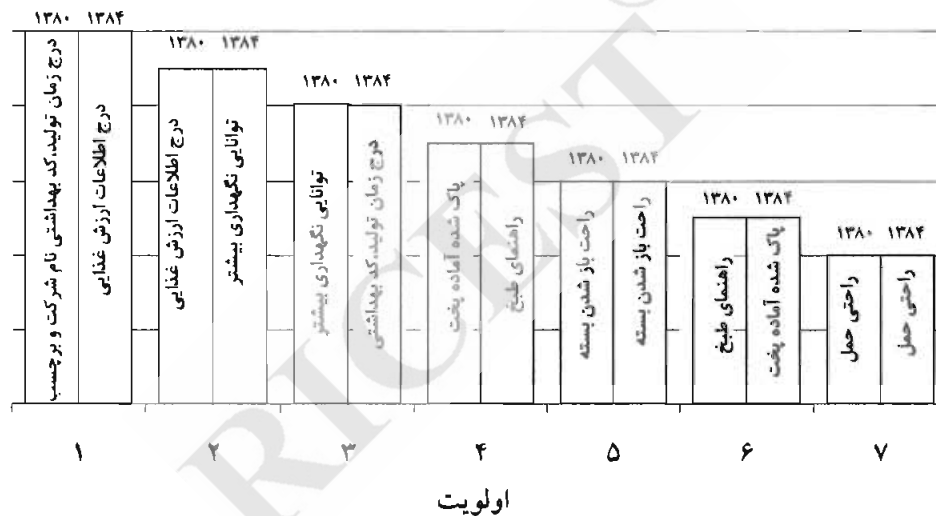 ۱۳۸۰ ۱۳۸۴
درج زمان تولید،کد بهداشتی نام شرکت و برچسب
درج اطلاعات ارزش غذایی
۱۳۸۰ ۱۳۸۴
درج اطلاعات ارزش غذایی
توانایی نگهداری بیشتر
۱۳۸۰ ۱۳۸۴
توانایی نگهداری بیشتر
درج زمان تولید،کد بهداشتی
۱۳۸۰ ۱۳۸۴
پاک شده آماده پخت
راهنمای طبخ
۱۳۸۰ ۱۳۸۴
راحت باز شدن بسته
راحت باز شدن بسته
۱۳۸۰ ۱۳۸۴
راهنمای طبخ
پاک شده آماده پخت
۱۳۸۰ ۱۳۸۴
راحتی حمل
راحتی حمل
۱ ۲ ۳ ۴ ۵ ۶ ۷
اولویت
RICEST